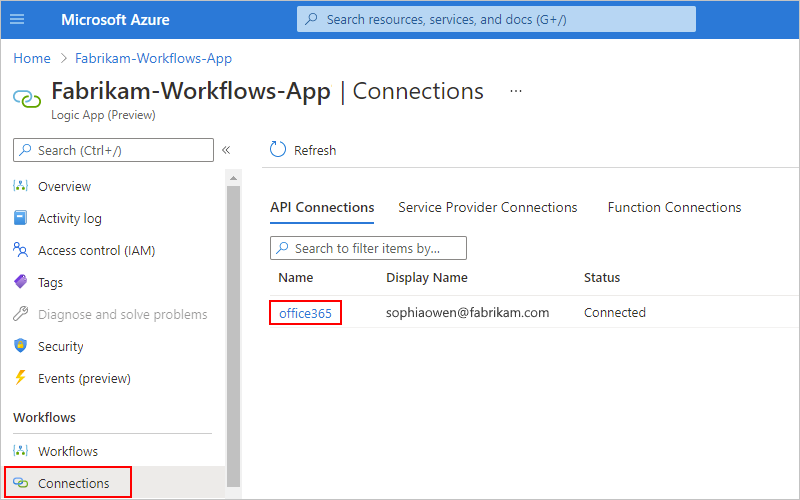 Microsoft Azure
Search resources, services, and docs (G+/)
Home > Fabrikam-Workflows-App
Fabrikam-Workflows-App | Connections ...
Logic App (Preview)
Search (Ctrl+/)
«
Refresh
Overview
Activity log
Access control (IAM)
Tags
Diagnose and solve problems
Security
Events (preview)
Workflows
Workflows
Connections
API Connections Service Provider Connections Function Connections
Search to filter items by...
Name Display Name Status
office365 sophiaowen@fabrikam.com Connected